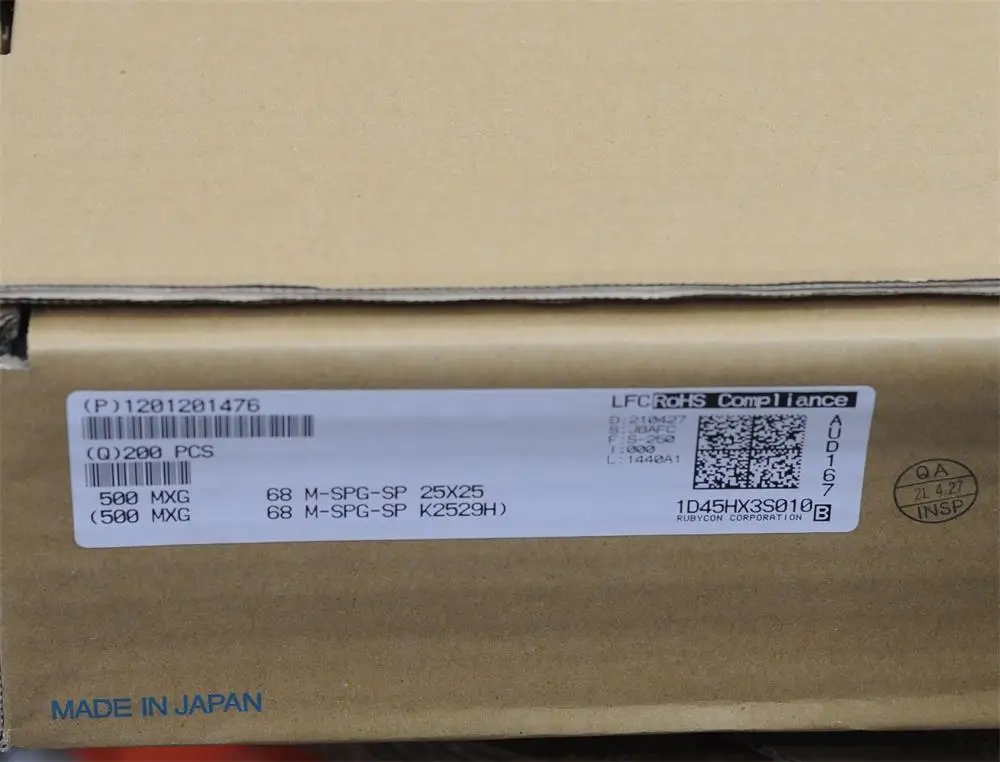 (P)1201201476
(Q)200 PCS
500 MXG 68 M-SPG-SP 25X25
(500 MXG 68 M-SPG-SP K2529H)
LFC RoHS Compliance
D:210427
S:JBAFC
F:S-250
I:000
L:1440A1
AUD167
1D45HX3S010 B
RUBYCON CORPORATION
QA
21.4.27
INSP
MADE IN JAPAN